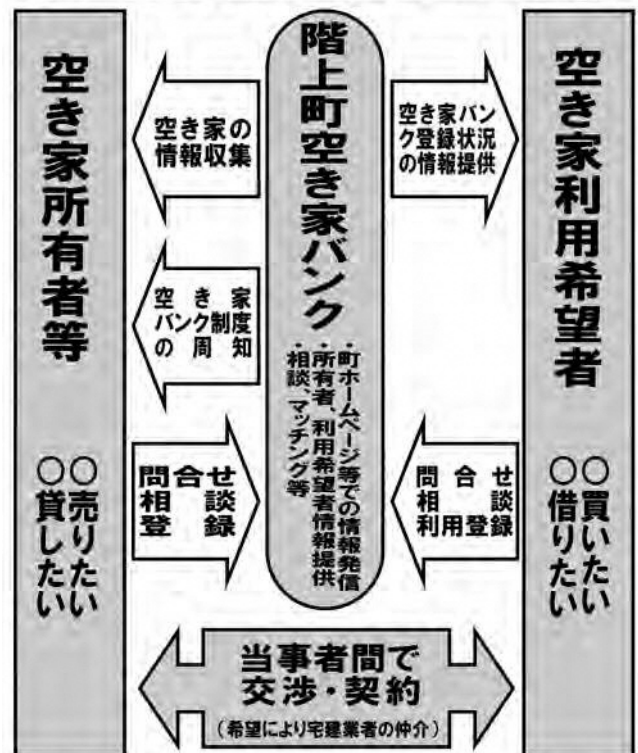 空き家所有者等
○売りたい
○貸したい
空き家の
情報収集
空き家
バンク制度
の周知
問合せ
相談
登録
階上町空き家バンク
・町ホームページ等での情報発信
・所有者、利用希望者情報提供
・相談、マッチング等
空き家バン
ク登録状況
の情報提供
問合せ
相談
利用登録
空き家利用希望者
○買いたい
○借りたい
当事者間で
交渉・契約
(希望により宅建業者の仲介)